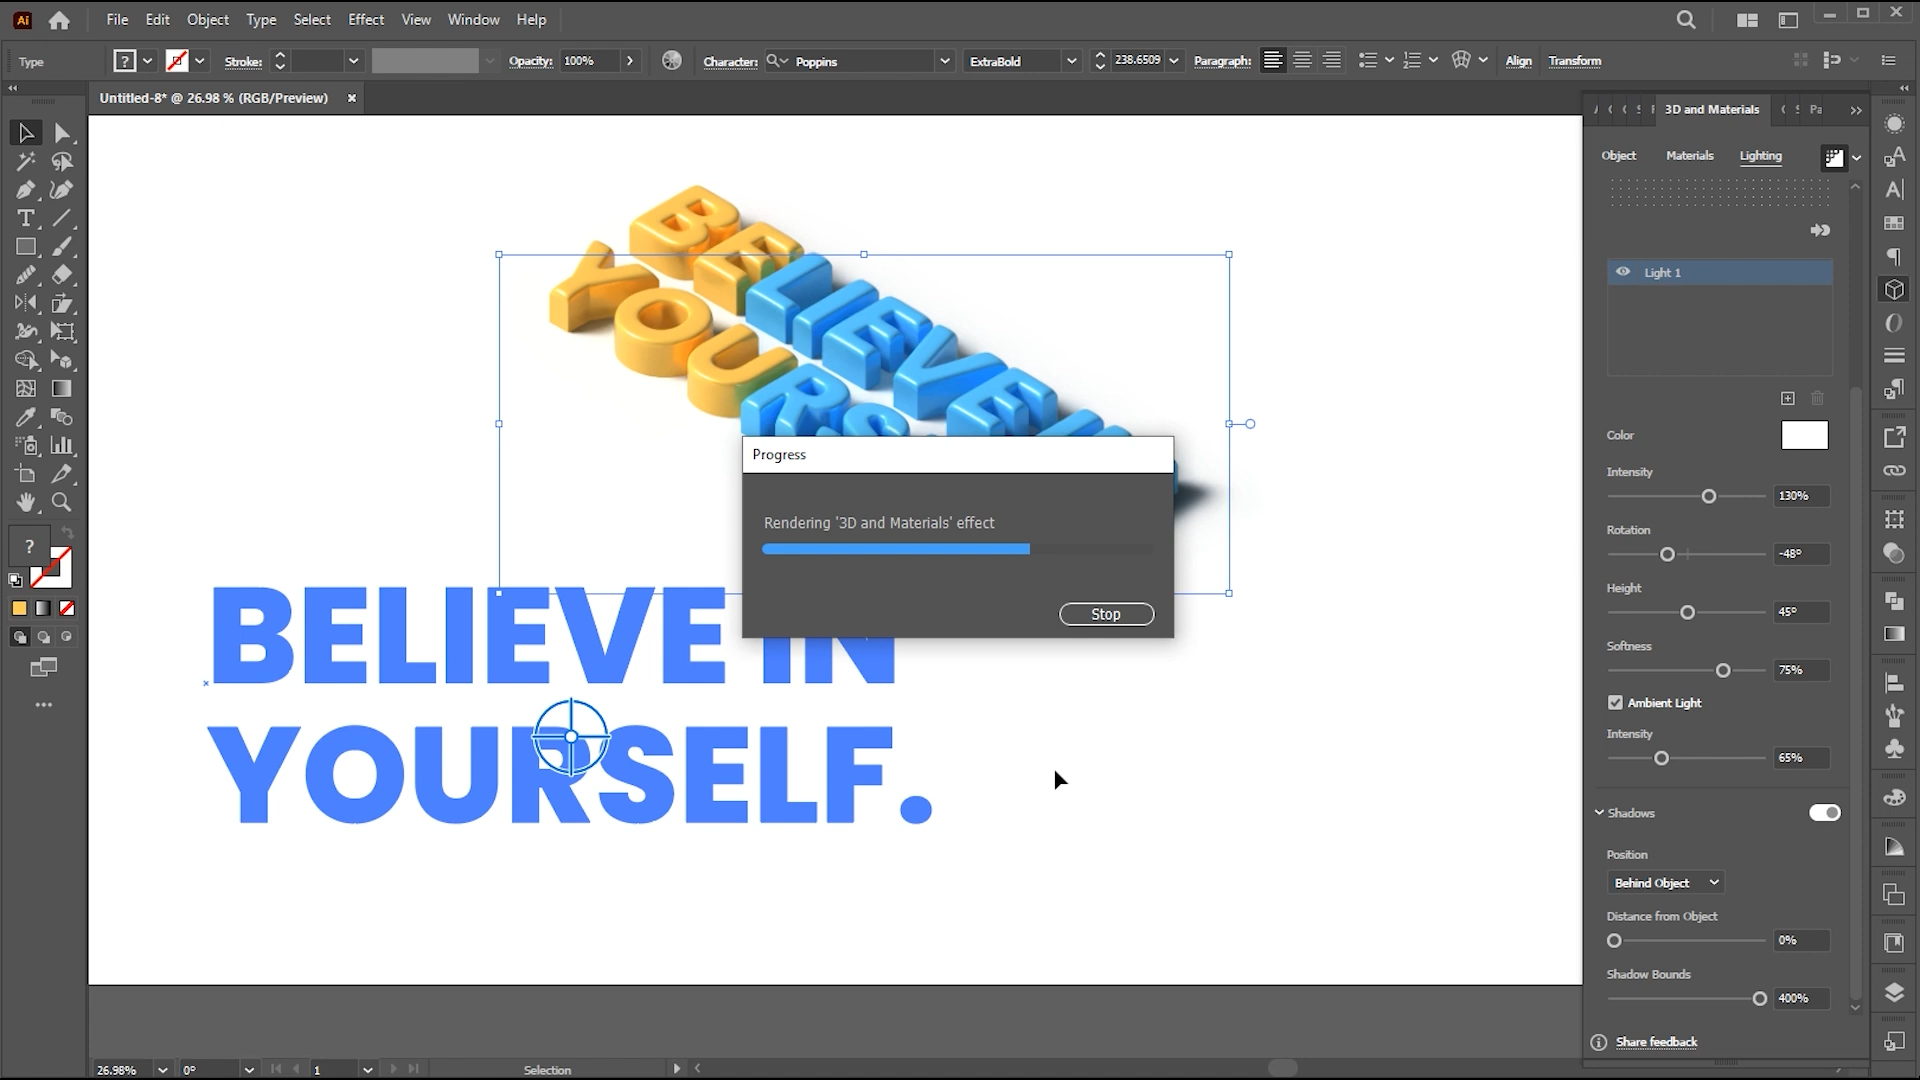 Ai File Edit Object Type Select Effect View Window Help
Type Stroke: Opacity: 100% Character: Poppins ExtraBold 238.6509 Paragraph: Align Transform
Untitled-8* @ 26.98 % (RGB/Preview)
3D and Materials Pa
Object Materials Lighting
Light 1
Color
Intensity
130%
Rotation
-48°
Height
45°
Softness
75%
Ambient Light
Intensity
65%
Shadows
Position
Behind Object
Distance from Object
0%
Shadow Bounds
400%
Share feedback
BELIEVE
YOURS
Progress
Rendering '3D and Materials' effect
Stop
BELIEVE IN
YOURSELF.
26.98% 0° 1 Selection